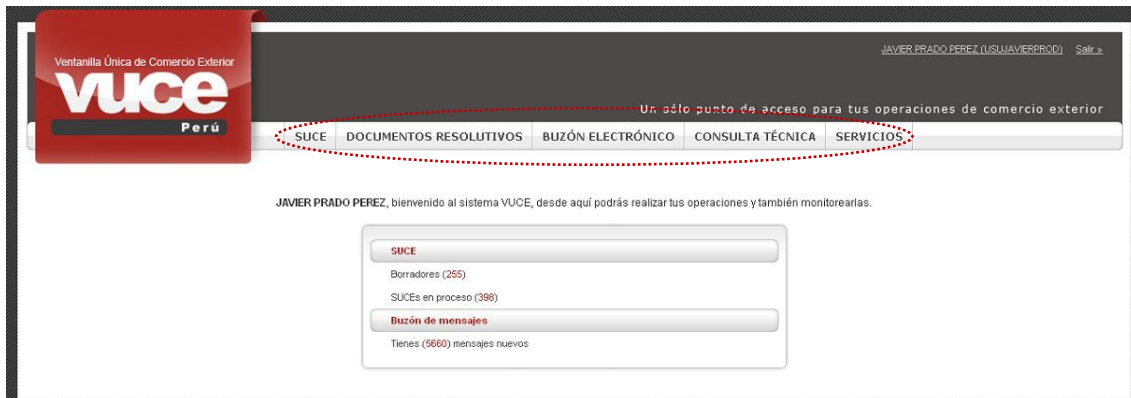 JAVIER PRADO PEREZ (USUJAVIERPROD) Salir »
Ventanilla Única de Comercio Exterior
vuce
Perú
Un sólo punto de acceso para tus operaciones de comercio exterior
SUCE DOCUMENTOS RESOLUTIVOS BUZÓN ELECTRÓNICO CONSULTA TÉCNICA SERVICIOS
JAVIER PRADO PEREZ, bienvenido al sistema VUCE, desde aquí podrás realizar tus operaciones y también monitorearlas.
SUCE
Borradores (255)
SUCEs en proceso (398)
Buzón de mensajes
Tienes (5660) mensajes nuevos